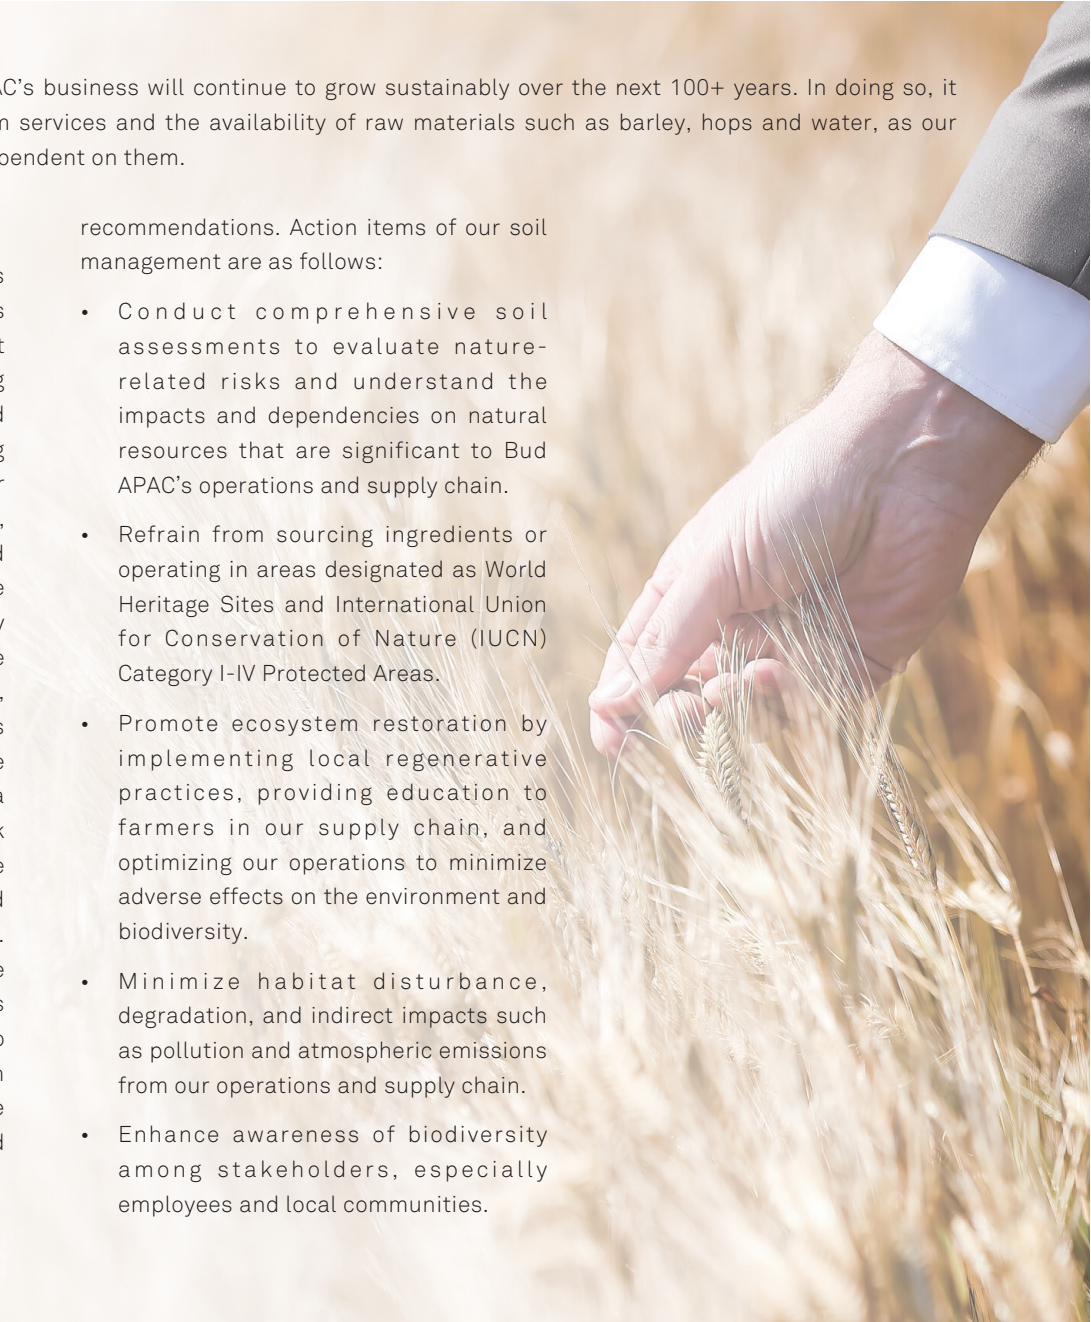 business will continue to grow sustainably over the next 100+ years. In doing so, it
services and the availability of raw materials such as barley, hops and water, as our
on them.
recommendations. Action items of our soil
management are as follows:
• Conduct comprehensive soil
assessments to evaluate nature-
related risks and understand the
impacts and dependencies on natural
resources that are significant to Bud
APAC's operations and supply chain.
• Refrain from sourcing ingredients or
operating in areas designated as World
Heritage Sites and International Union
for Conservation of Nature (IUCN)
Category I-IV Protected Areas.
• Promote ecosystem restoration by
implementing local regenerative
practices, providing education to
farmers in our supply chain, and
optimizing our operations to minimize
adverse effects on the environment and
biodiversity.
• Minimize habitat disturbance,
degradation, and indirect impacts such
as pollution and atmospheric emissions
from our operations and supply chain.
• Enhance awareness of biodiversity
among stakeholders, especially
employees and local communities.